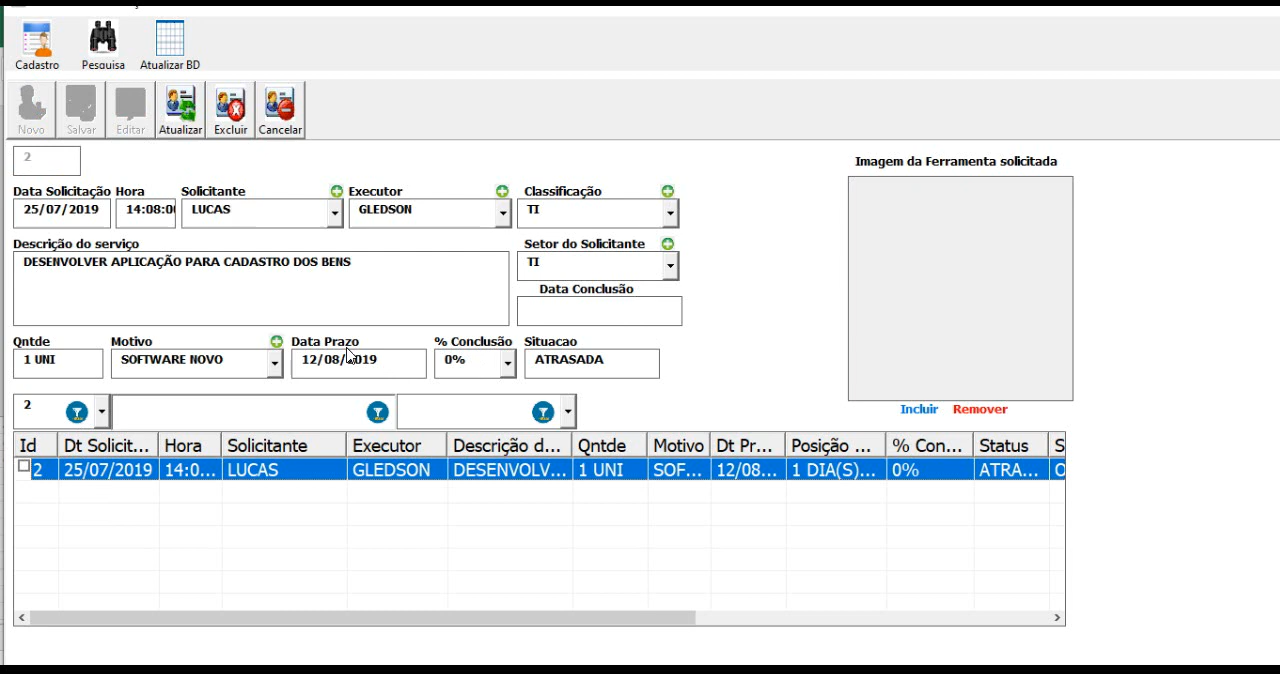 Cadastro Pesquisa Atualizar BD
Novo Salvar Editar Atualizar Excluir Cancelar
2
Imagem da Ferramenta solicitada
Data Solicitação Hora Solicitante Executor Classificação
25/07/2019 14:08:0 LUCAS GLEDSON TI
Descrição do serviço Setor do Solicitante
DESENVOLVER APLICAÇÃO PARA CADASTRO DOS BENS TI
Data Conclusão
Qntde Motivo Data Prazo % Conclusão Situacao
1 UNI SOFTWARE NOVO 12/08/2019 0% ATRASADA
Incluir Remover
2
Id Dt Solicit... Hora Solicitante Executor Descrição d... Qntde Motivo Dt Pr... Posição ... % Con... Status S
2 25/07/2019 14:0... LUCAS GLEDSON DESENVOLV... 1 UNI SOF... 12/08... 1 DIA(S)... 0% ATRA...